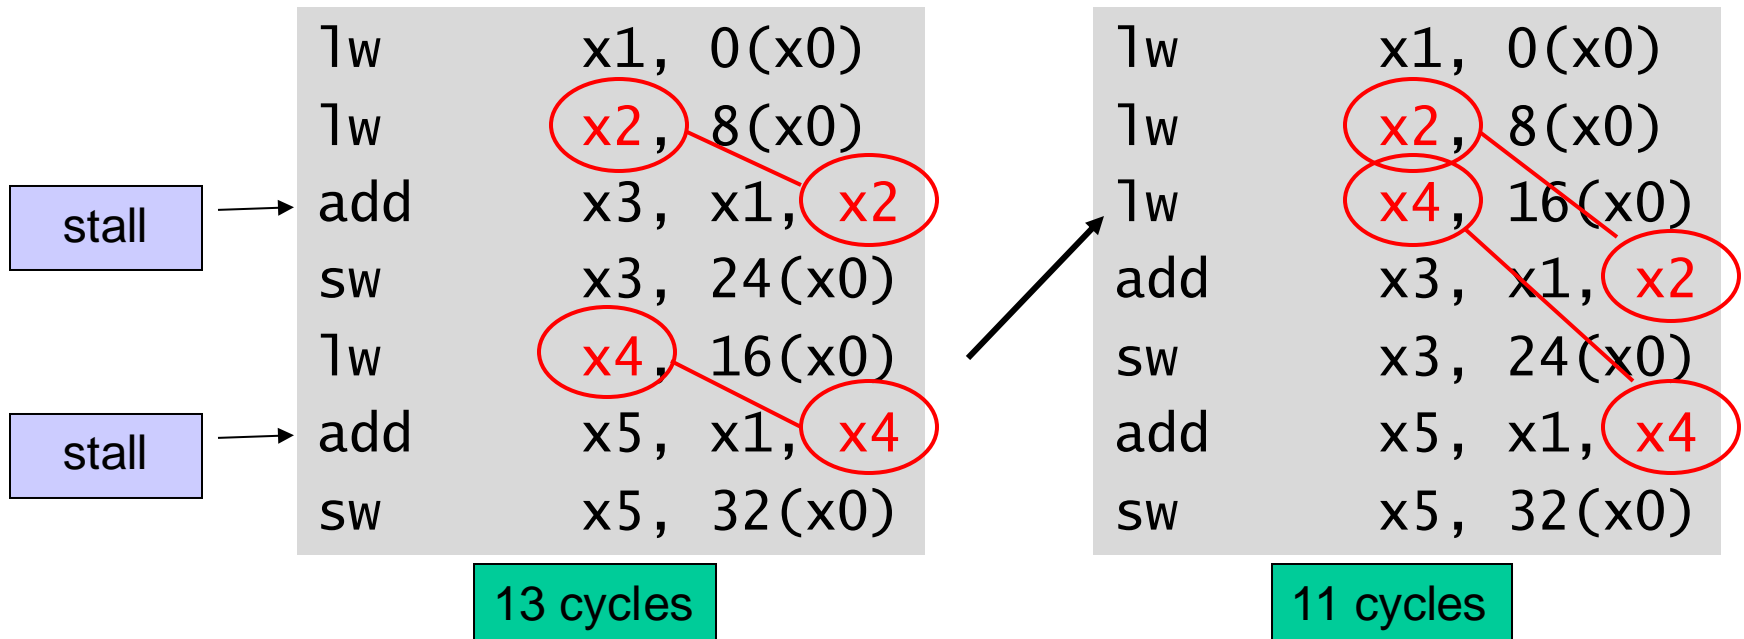 lw x1, 0(x0)
lw x2, 8(x0)
stall
add x3, x1, x2
sw x3, 24(x0)
lw x4, 16(x0)
stall
add x5, x1, x4
sw x5, 32(x0)
13 cycles
lw x1, 0(x0)
lw x2, 8(x0)
lw x4, 16(x0)
add x3, x1, x2
sw x3, 24(x0)
add x5, x1, x4
sw x5, 32(x0)
11 cycles